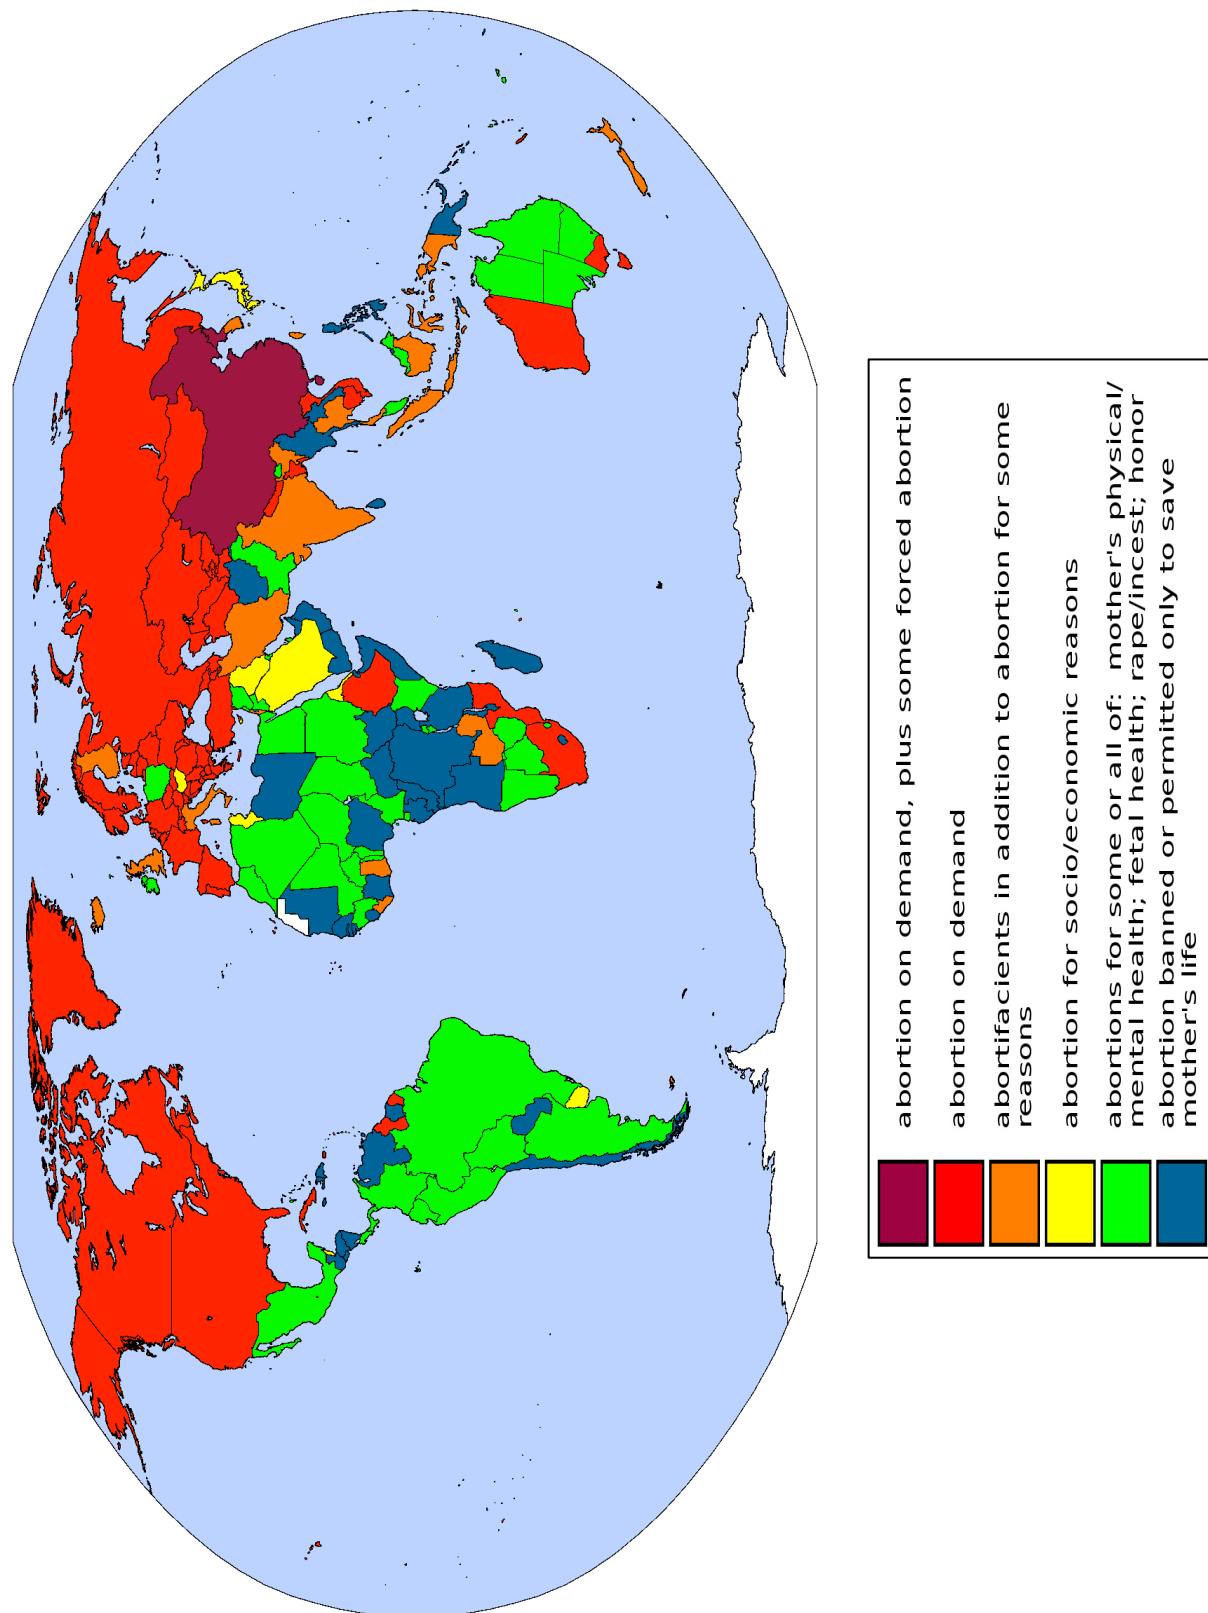 abortion on demand, plus some forced abortion
abortion on demand
abortifacients in addition to abortion for some
reasons
abortion for socio/economic reasons
abortions for some or all of: mother's physical/
mental health; fetal health; rape/incest; honor
abortion banned or permitted only to save
mother's life